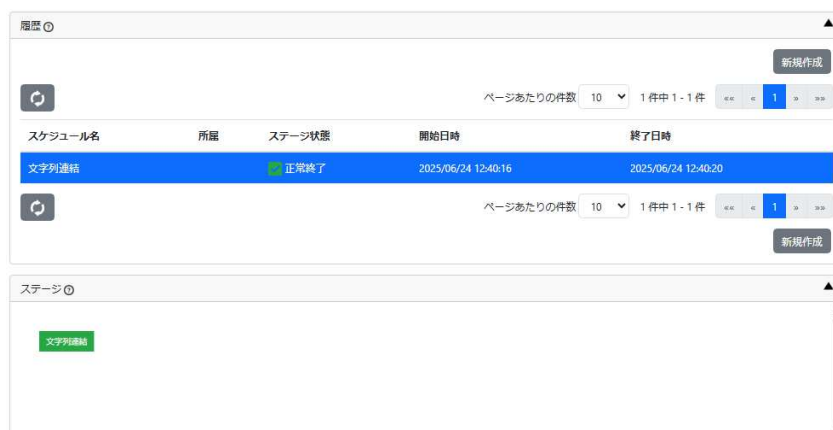 履歴
新規作成
ページあたりの件数 10 1 件中 1 - 1 件 «« « 1 » »»
スケジュール名 所属 ステージ状態 開始日時 終了日時
文字列連結 正常終了 2025/06/24 12:40:16 2025/06/24 12:40:20
ページあたりの件数 10 1 件中 1 - 1 件 «« « 1 » »»
新規作成
ステージ
文字列連結